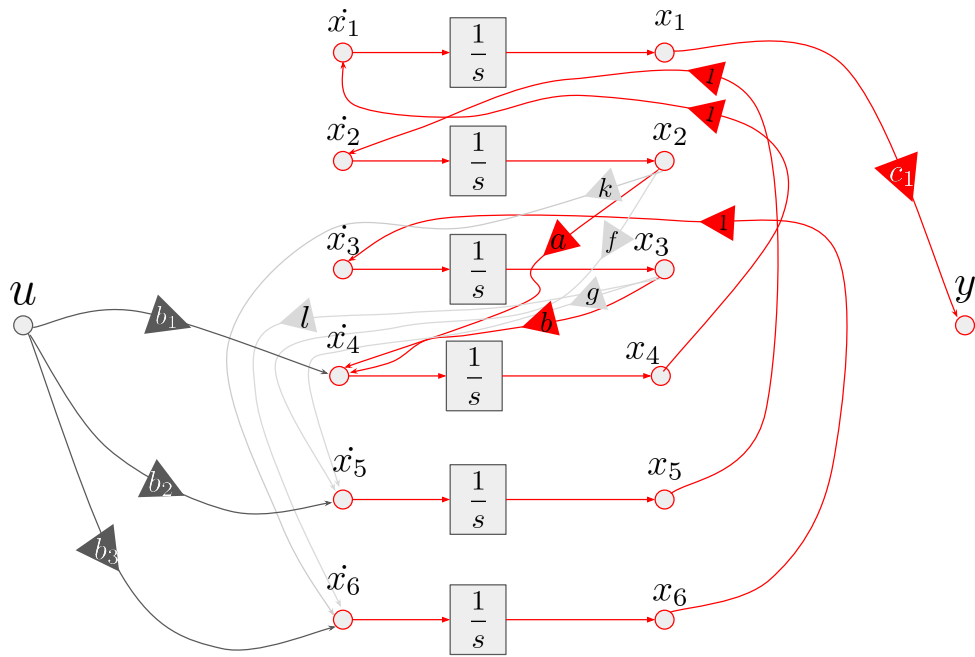 ẋ₁ 1/s x₁
1
1
ẋ₂ 1/s x₂
c₁
k
a f
1
ẋ₃ 1/s x₃
u y
b₁ l b g
ẋ₄ 1/s x₄
ẋ₅ 1/s x₅
b₂
b₃
ẋ₆ 1/s x₆